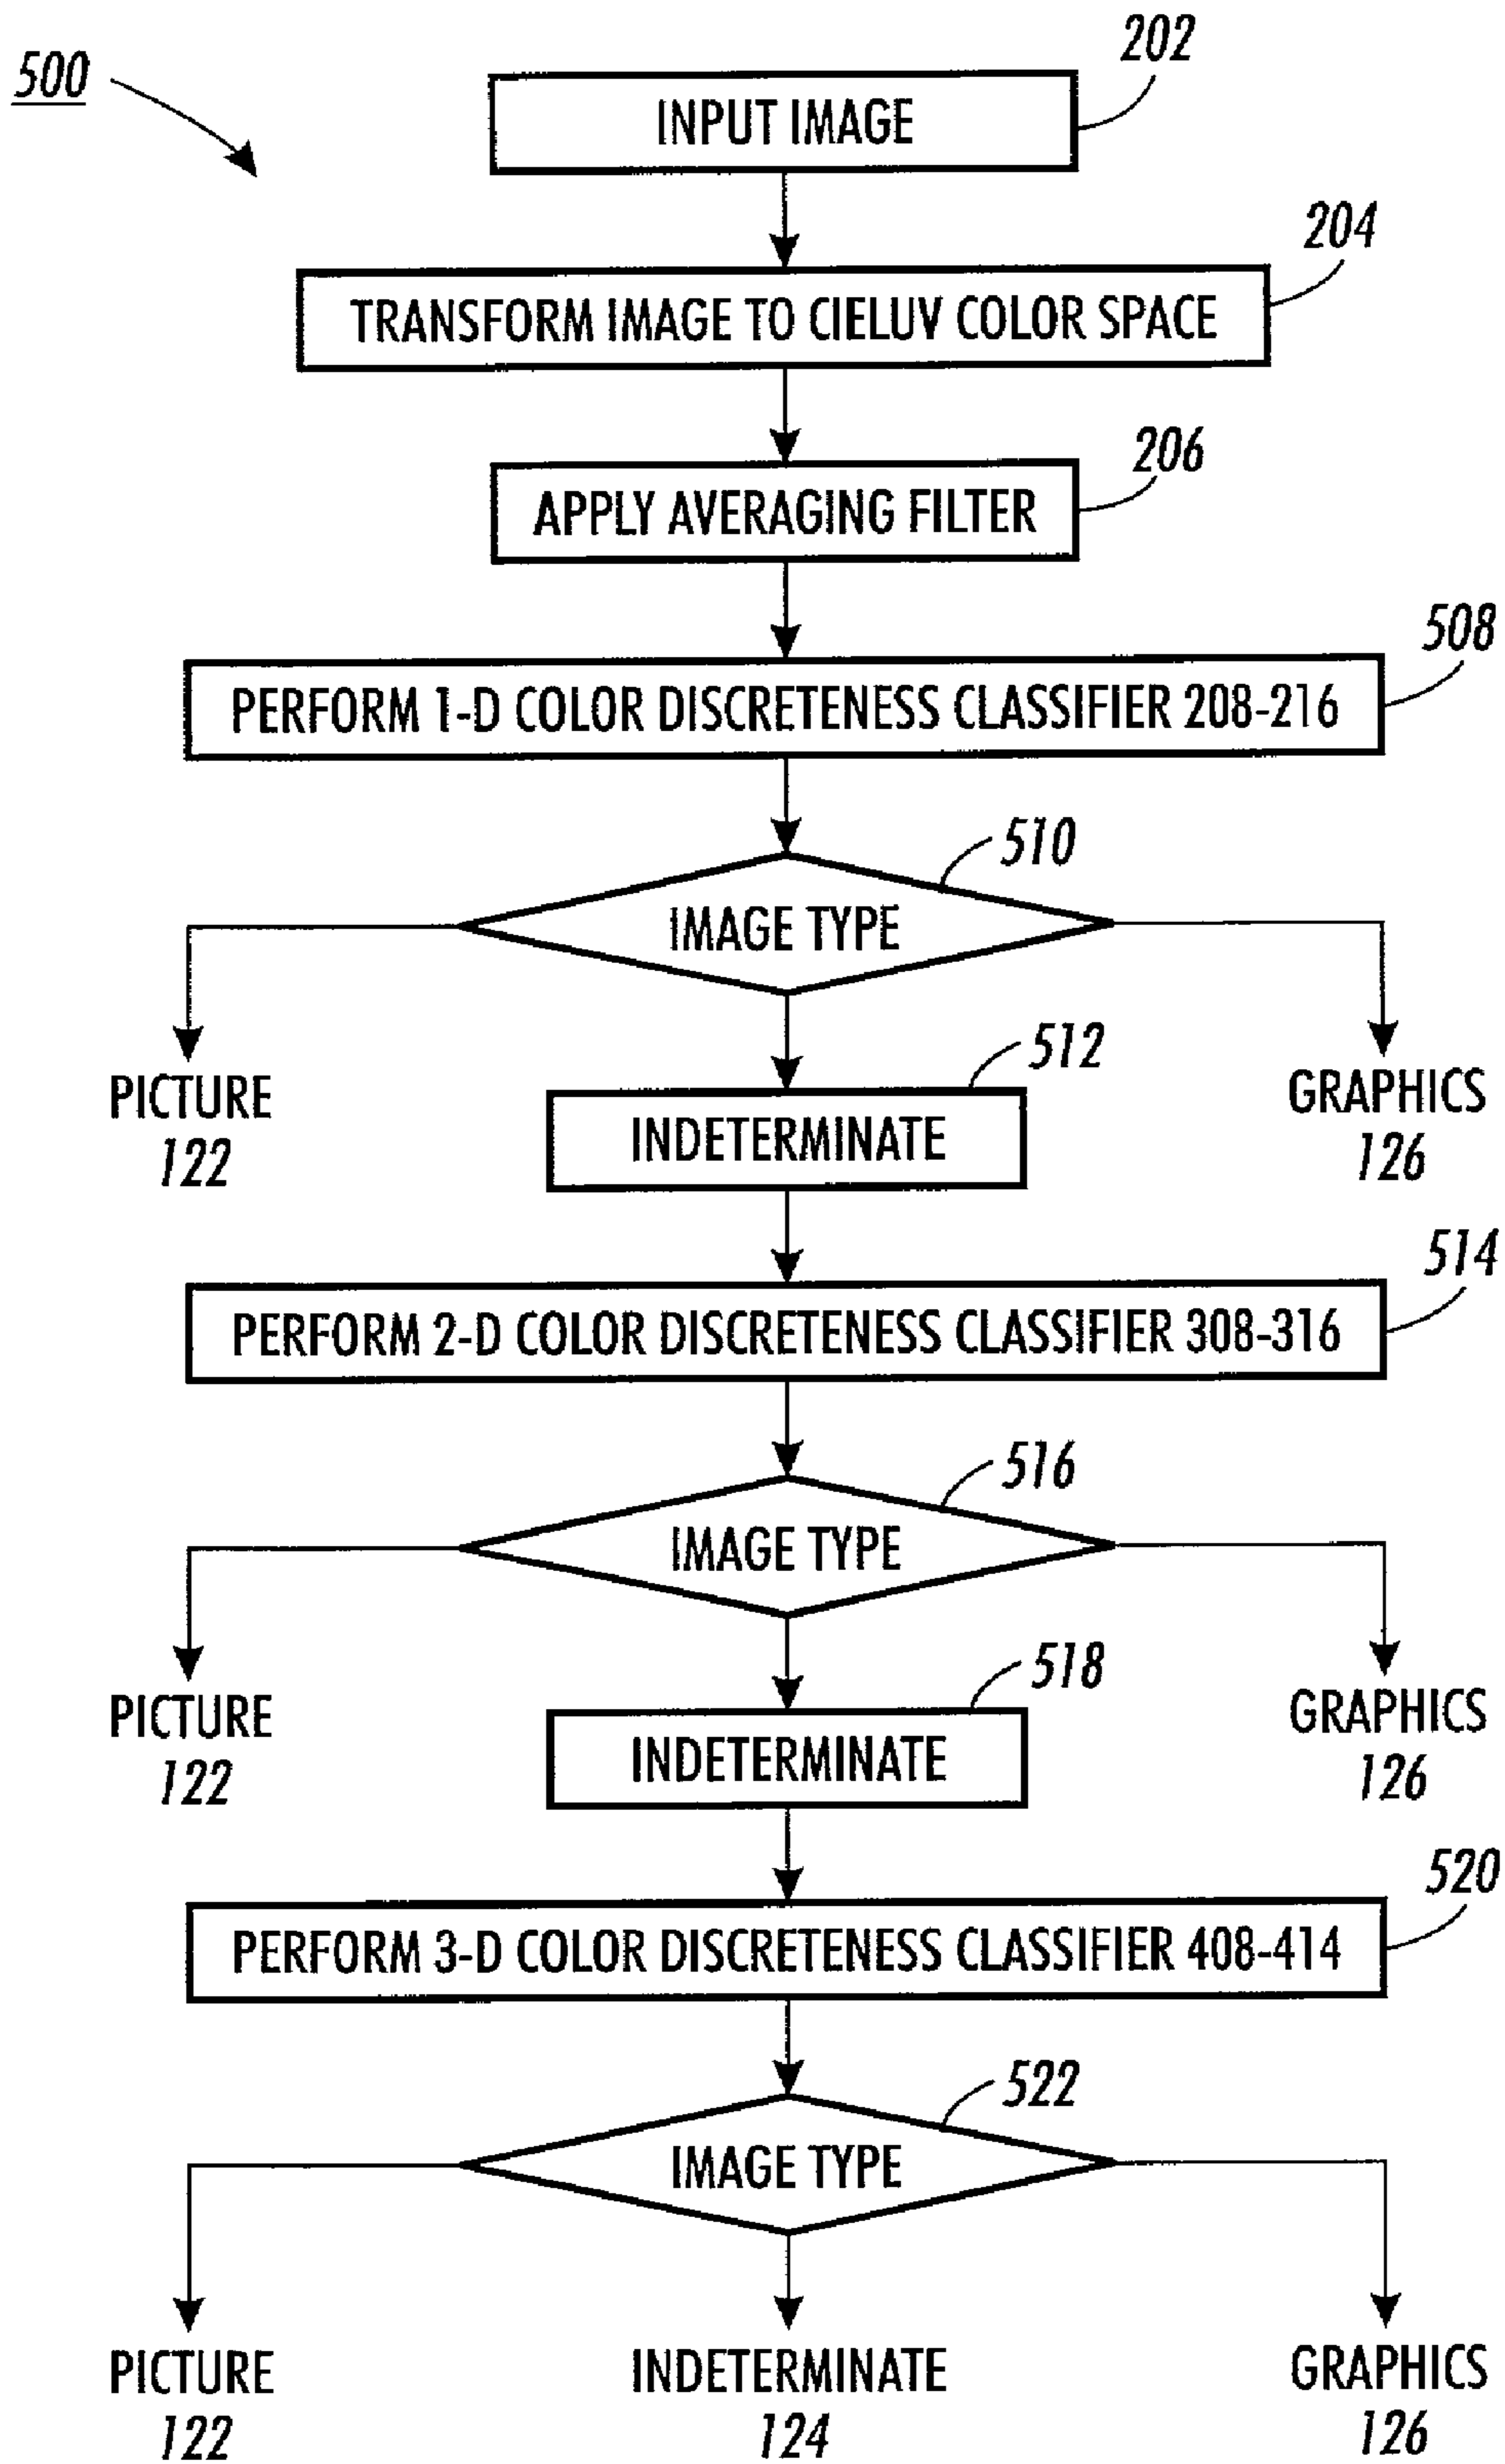 500
202
INPUT IMAGE
204
TRANSFORM IMAGE TO CIELUV COLOR SPACE
206
APPLY AVERAGING FILTER
508
PERFORM 1-D COLOR DISCRETENESS CLASSIFIER 208-216
510
IMAGE TYPE
PICTURE
122
512
INDETERMINATE
GRAPHICS
126
514
PERFORM 2-D COLOR DISCRETENESS CLASSIFIER 308-316
516
IMAGE TYPE
PICTURE
122
518
INDETERMINATE
GRAPHICS
126
520
PERFORM 3-D COLOR DISCRETENESS CLASSIFIER 408-414
522
IMAGE TYPE
PICTURE
122
INDETERMINATE
124
GRAPHICS
126